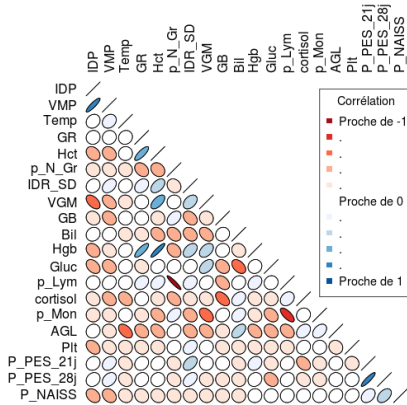 IDP VMP Temp GR Hct p_N_Gr IDR_SD VGM GB Bil Hgb Gluc p_Lym cortisol p_Mon AGL Plt P_PES_21j P_PES_28j P_NAISS
IDP
VMP
Temp
GR
Hct
p_N_Gr
IDR_SD
VGM
GB
Bil
Hgb
Gluc
p_Lym
cortisol
p_Mon
AGL
Plt
P_PES_21j
P_PES_28j
P_NAISS
Corrélation
Proche de -1
.
.
.
.
Proche de 0
.
.
.
.
Proche de 1